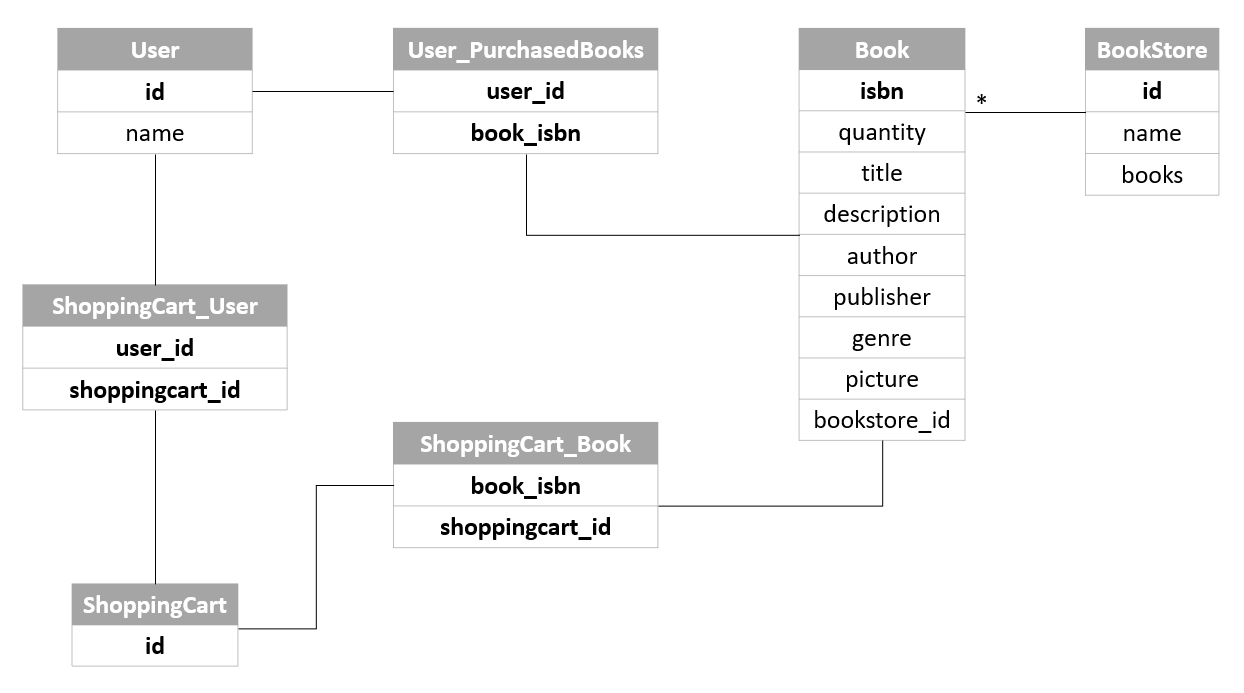 User
id
name
User_PurchasedBooks
user_id
book_isbn
Book
isbn
quantity
title
description
author
publisher
genre
picture
bookstore_id
*
BookStore
id
name
books
ShoppingCart_User
user_id
shoppingcart_id
ShoppingCart_Book
book_isbn
shoppingcart_id
ShoppingCart
id